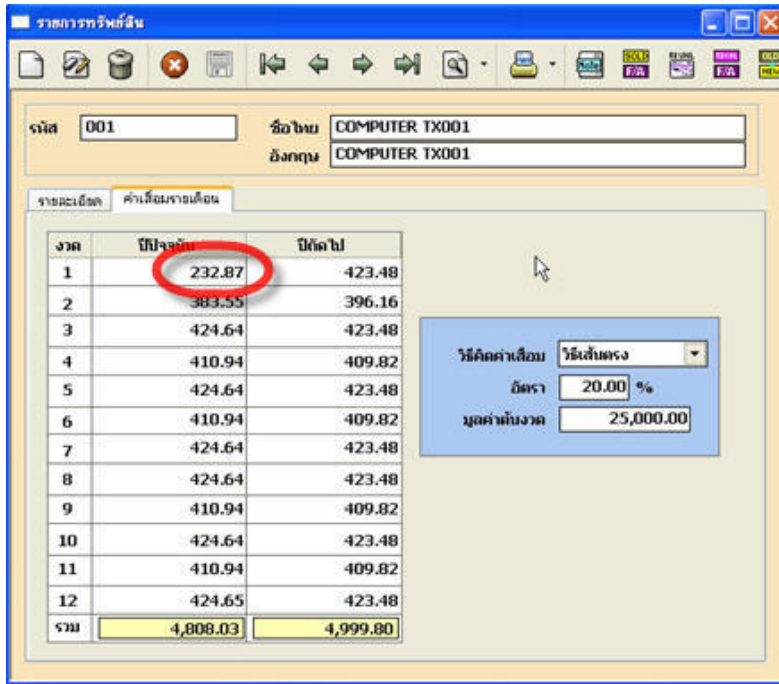 รายการทรัพย์สิน
รหัส 001 ชื่อไทย COMPUTER TX001
อังกฤษ COMPUTER TX001
รายละเอียด ค่าเสื่อมรายเดือน
งวด ปีปัจจุบัน ปีถัดไป
1 232.87 423.48
2 383.55 396.16
3 424.64 423.48
4 410.94 409.82
5 424.64 423.48
6 410.94 409.82
7 424.64 423.48
8 424.64 423.48
9 410.94 409.82
10 424.64 423.48
11 410.94 409.82
12 424.65 423.48
รวม 4,808.03 4,999.80
วิธีคิดค่าเสื่อม วิธีเส้นตรง
อัตรา 20.00 %
มูลค่าต้นงวด 25,000.00